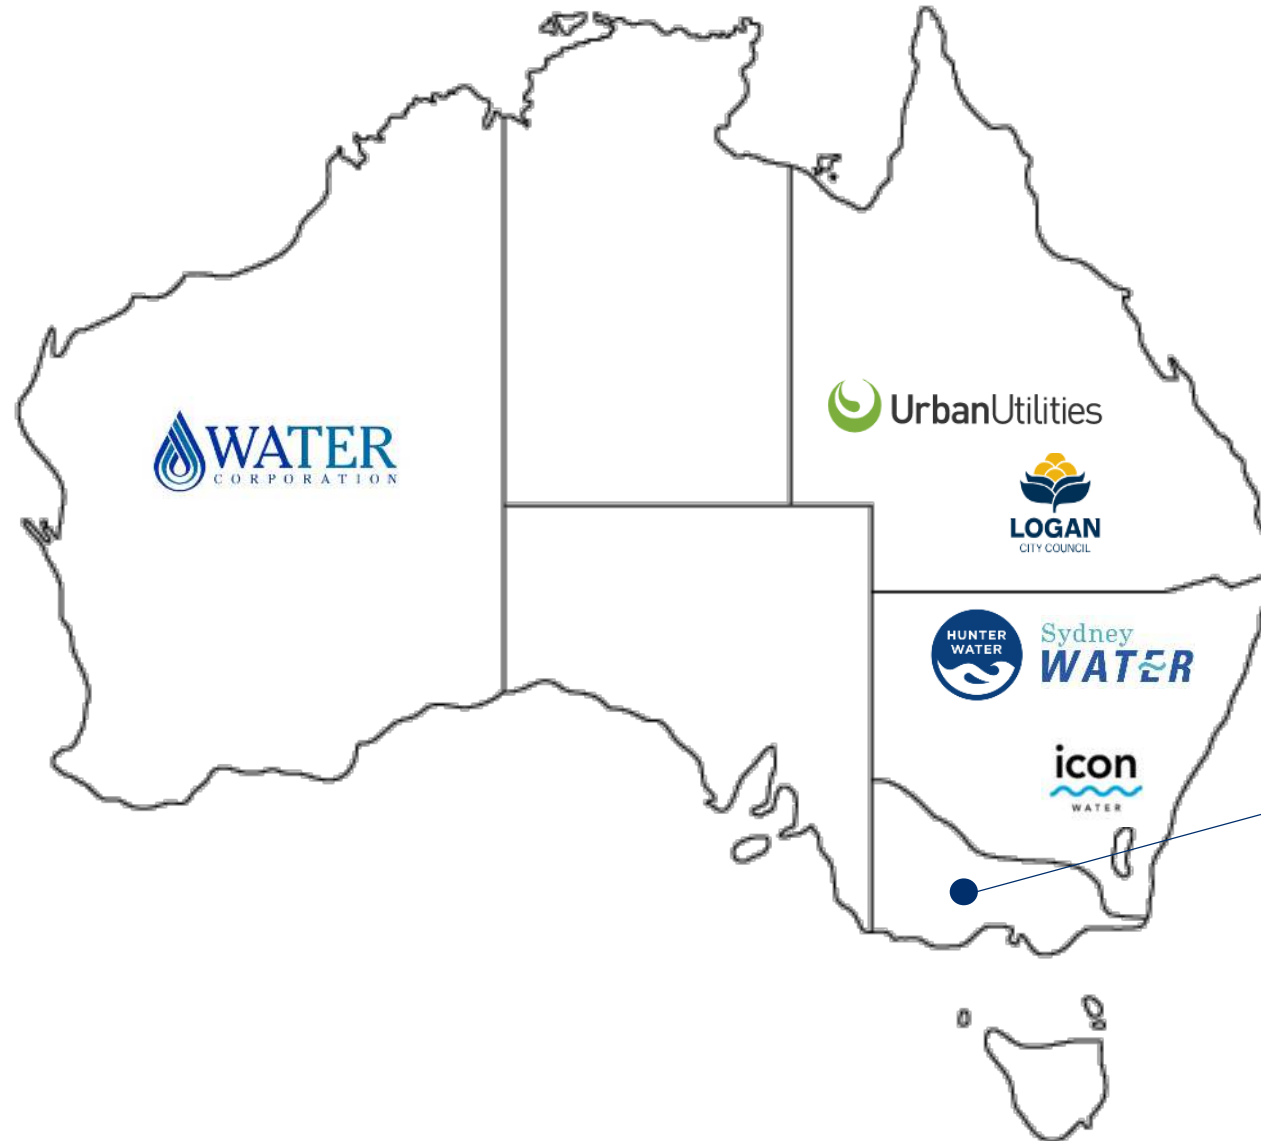 UrbanUtilities
WATER
CORPORATION
LOGAN
CITY COUNCIL
HUNTER
WATER
Sydney
WATER
icon
WATER